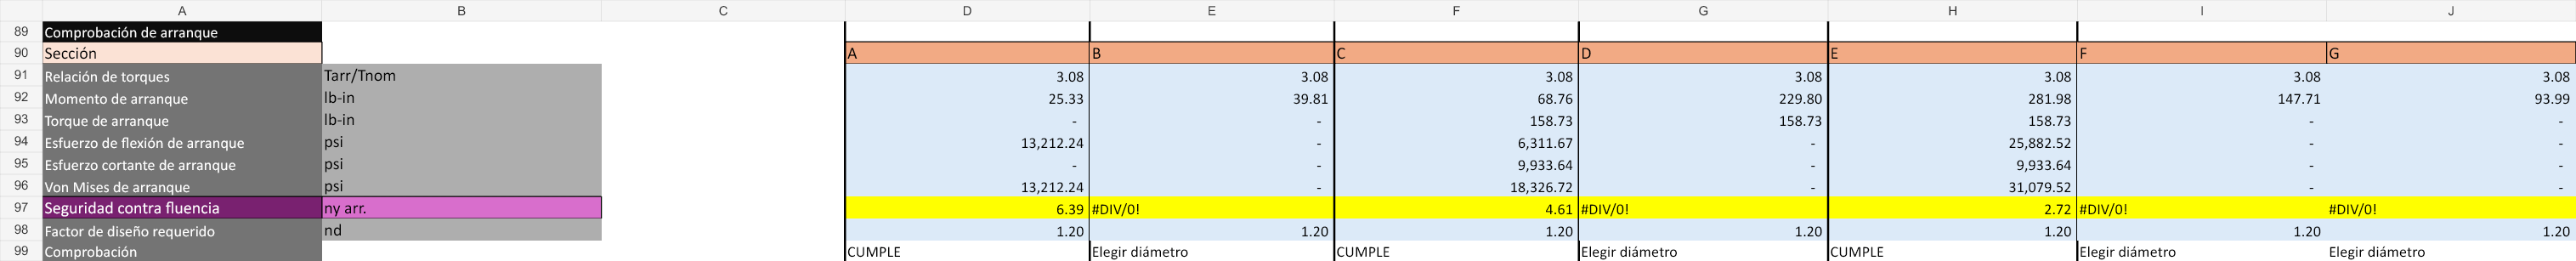 A B C D E F G H I J
89 Comprobación de arranque
90 Sección A B C D E F G
91 Relación de torques Tarr/Tnom 3.08 3.08 3.08 3.08 3.08 3.08 3.08
92 Momento de arranque lb-in 25.33 39.81 68.76 229.80 281.98 147.71 93.99
93 Torque de arranque lb-in - - 158.73 158.73 158.73 - -
94 Esfuerzo de flexión de arranque psi 13,212.24 - 6,311.67 - 25,882.52 - -
95 Esfuerzo cortante de arranque psi - - 9,933.64 - 9,933.64 - -
96 Von Mises de arranque psi 13,212.24 - 18,326.72 - 31,079.52 - -
97 Seguridad contra fluencia ny arr. 6.39 #DIV/0! 4.61 #DIV/0! 2.72 #DIV/0! #DIV/0!
98 Factor de diseño requerido nd 1.20 1.20 1.20 1.20 1.20 1.20 1.20
99 Comprobación CUMPLE Elegir diámetro CUMPLE Elegir diámetro CUMPLE Elegir diámetro Elegir diámetro